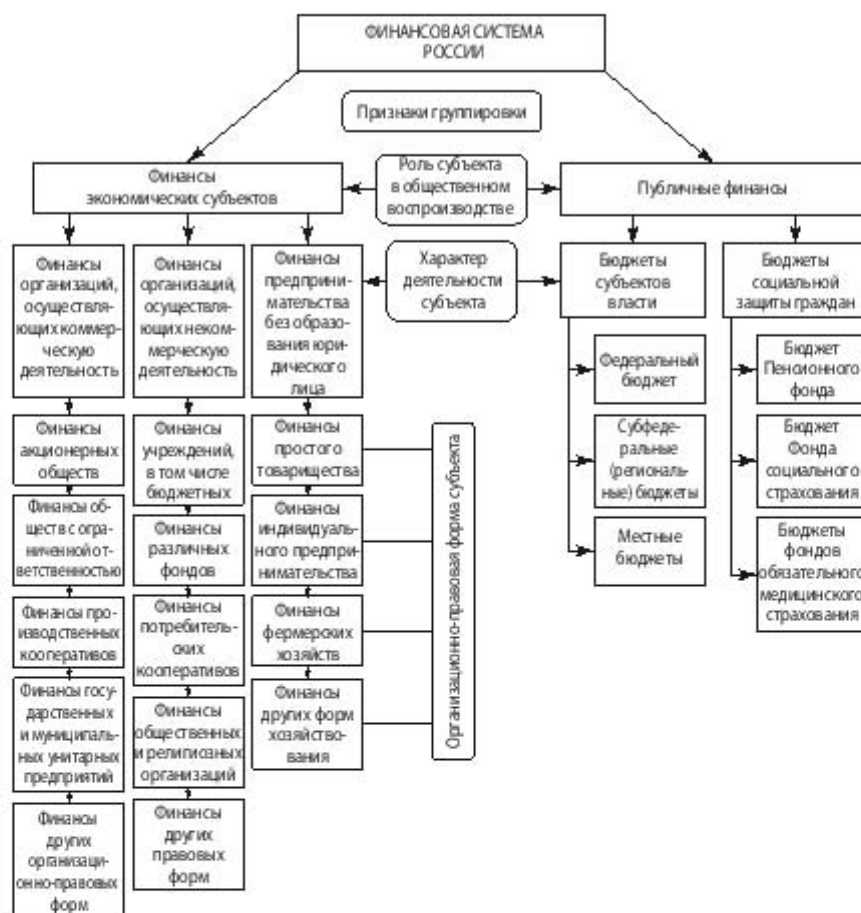 ФИНАНСОВАЯ СИСТЕМА
РОССИИ
Признаки группировки
Финансы
экономических субъектов
Роль субъекта
в общественном
воспроизводстве
Публичные финансы
Финансы
организаций,
осуществля-
ющих коммер-
ческую
деятельность
Финансы
организаций,
осуществля-
ющих неком-
мерческую
деятельность
Финансы
предприни-
мательства
без образо-
вания юри-
дического
лица
Характер
деятельности
субъекта
Бюджеты
субъектов
власти
Бюджеты
социальной
защиты граждан
Финансы
акционерных
обществ
Финансы об-
ществ с огра-
ниченной от-
ветственностью
Финансы про-
изводственных
кооперативов
Финансы госу-
дарственных
и муниципаль-
ных унитарных
предприятий
Финансы
других
организаци-
онно-правовых
форм
Финансы
учреждений,
в том числе
бюджетных
Финансы
различных
фондов
Финансы
потребитель-
ских
кооперативов
Финансы
общественных
и религиозных
организаций
Финансы
других
правовых
форм
Финансы
простого
товарищества
Финансы
индивидуаль-
ного предпри-
нимательства
Финансы
фермерских
хозяйств
Финансы
других форм
хозяйство-
вания
Организационно-правовая форма субъекта
Федеральный
бюджет
Субфеде-
ральные
(региональ-
ные) бюджеты
Местные
бюджеты
Бюджет
Пенсионного
фонда
Бюджет
Фонда
социального
страхования
Бюджеты
фондов
обязательного
медицинского
страхования